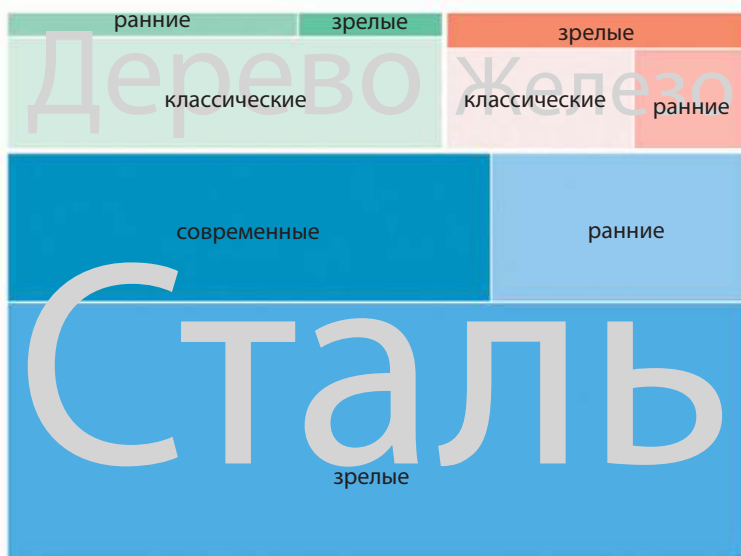 ранние
зрелые
Дерево
классические
зрелые
Железо
классические
ранние
современные
ранние
Сталь
зрелые